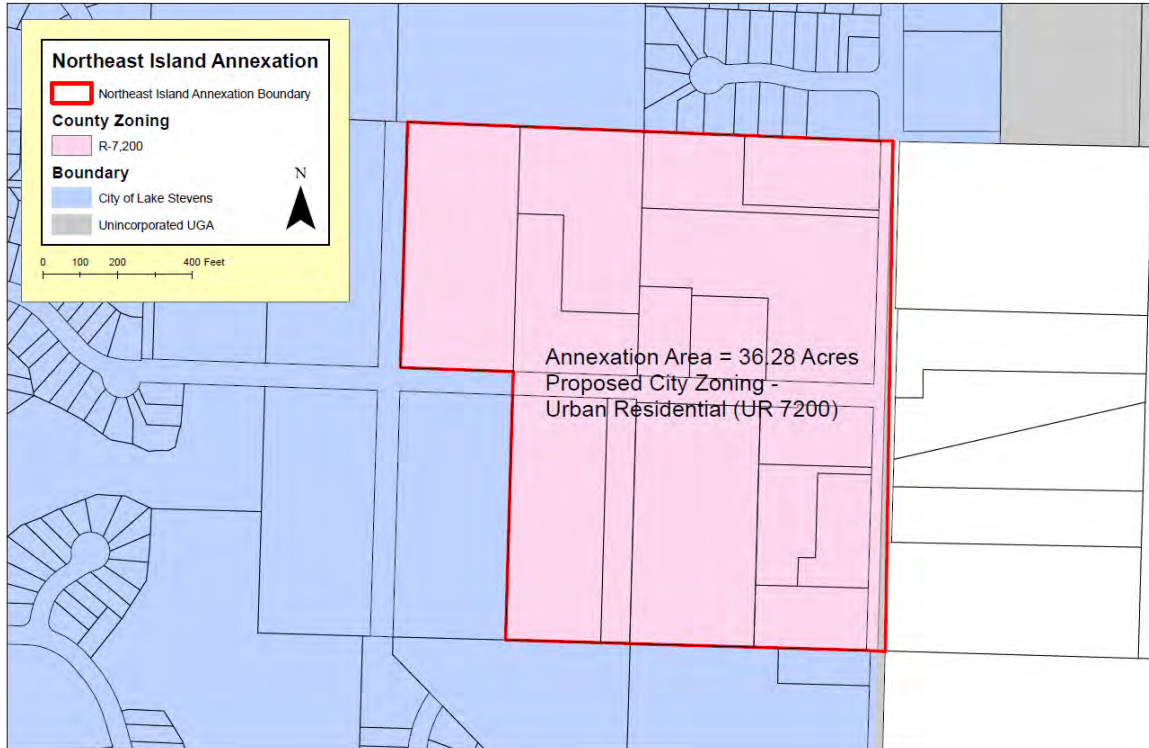 Northeast Island Annexation
Northeast Island Annexation Boundary
County Zoning
R-7,200
Boundary
N
City of Lake Stevens
Unincorporated UGA
0 100 200 400 Feet
Annexation Area = 36.28 Acres
Proposed City Zoning -
Urban Residential (UR 7200)